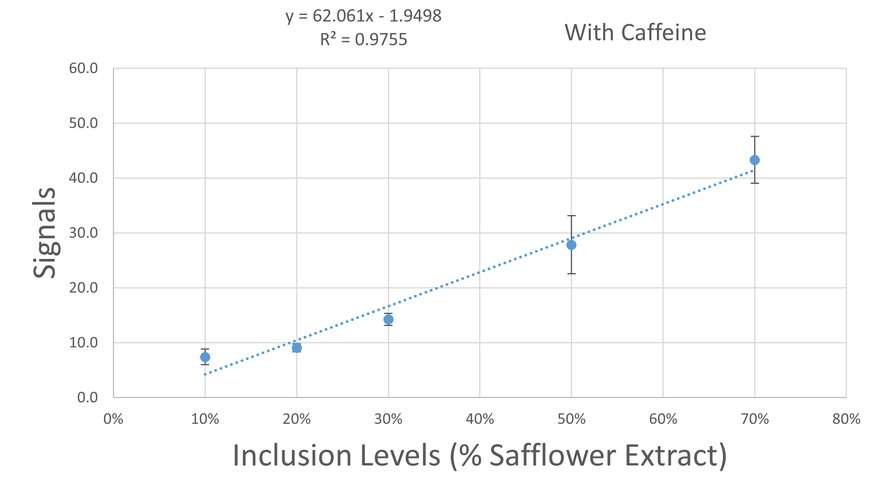 y = 62.061x - 1.9498
R² = 0.9755
With Caffeine
60.0
50.0
40.0
30.0
20.0
10.0
0.0
0% 10% 20% 30% 40% 50% 60% 70% 80%
Signals
Inclusion Levels (% Safflower Extract)